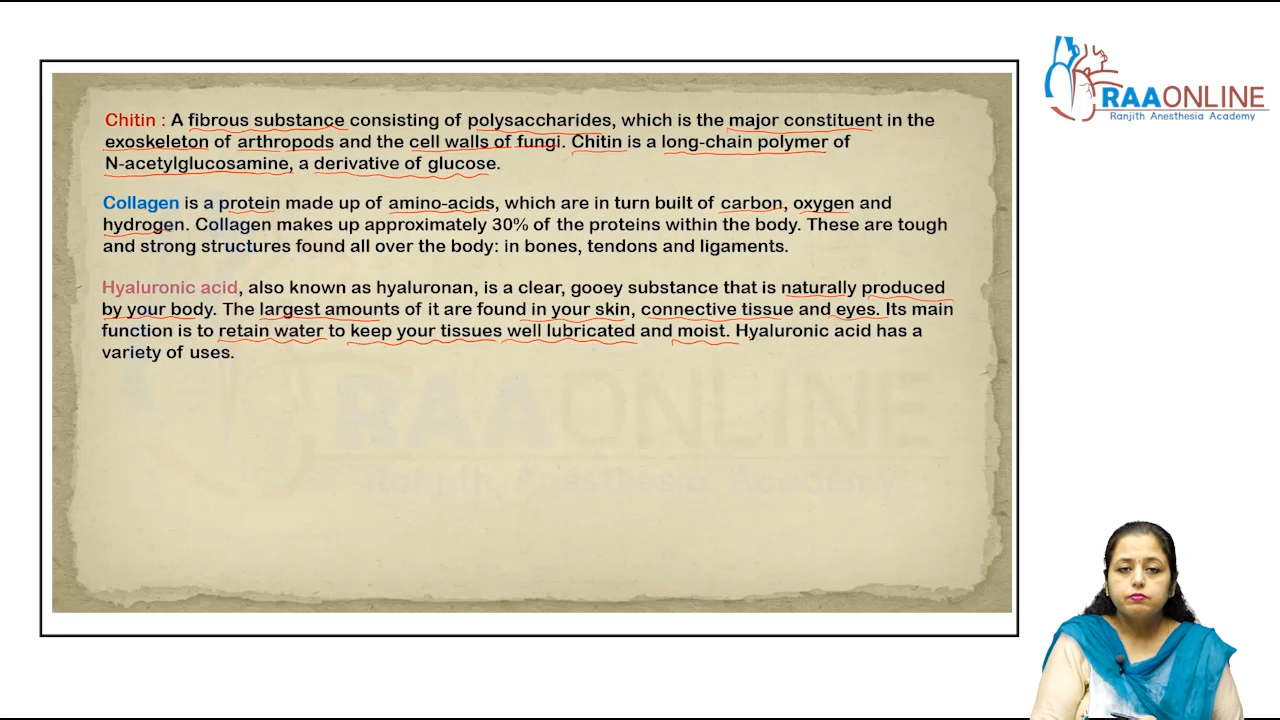 RAAONLINE
Ranjith Anesthesia Academy
Chitin : A fibrous substance consisting of polysaccharides, which is the major constituent in the
exoskeleton of arthropods and the cell walls of fungi. Chitin is a long-chain polymer of
N-acetylglucosamine, a derivative of glucose.
Collagen is a protein made up of amino-acids, which are in turn built of carbon, oxygen and
hydrogen. Collagen makes up approximately 30% of the proteins within the body. These are tough
and strong structures found all over the body: in bones, tendons and ligaments.
Hyaluronic acid, also known as hyaluronan, is a clear, gooey substance that is naturally produced
by your body. The largest amounts of it are found in your skin, connective tissue and eyes. Its main
function is to retain water to keep your tissues well lubricated and moist. Hyaluronic acid has a
variety of uses.
RAAONLINE
Ranjith Anesthesia Academy